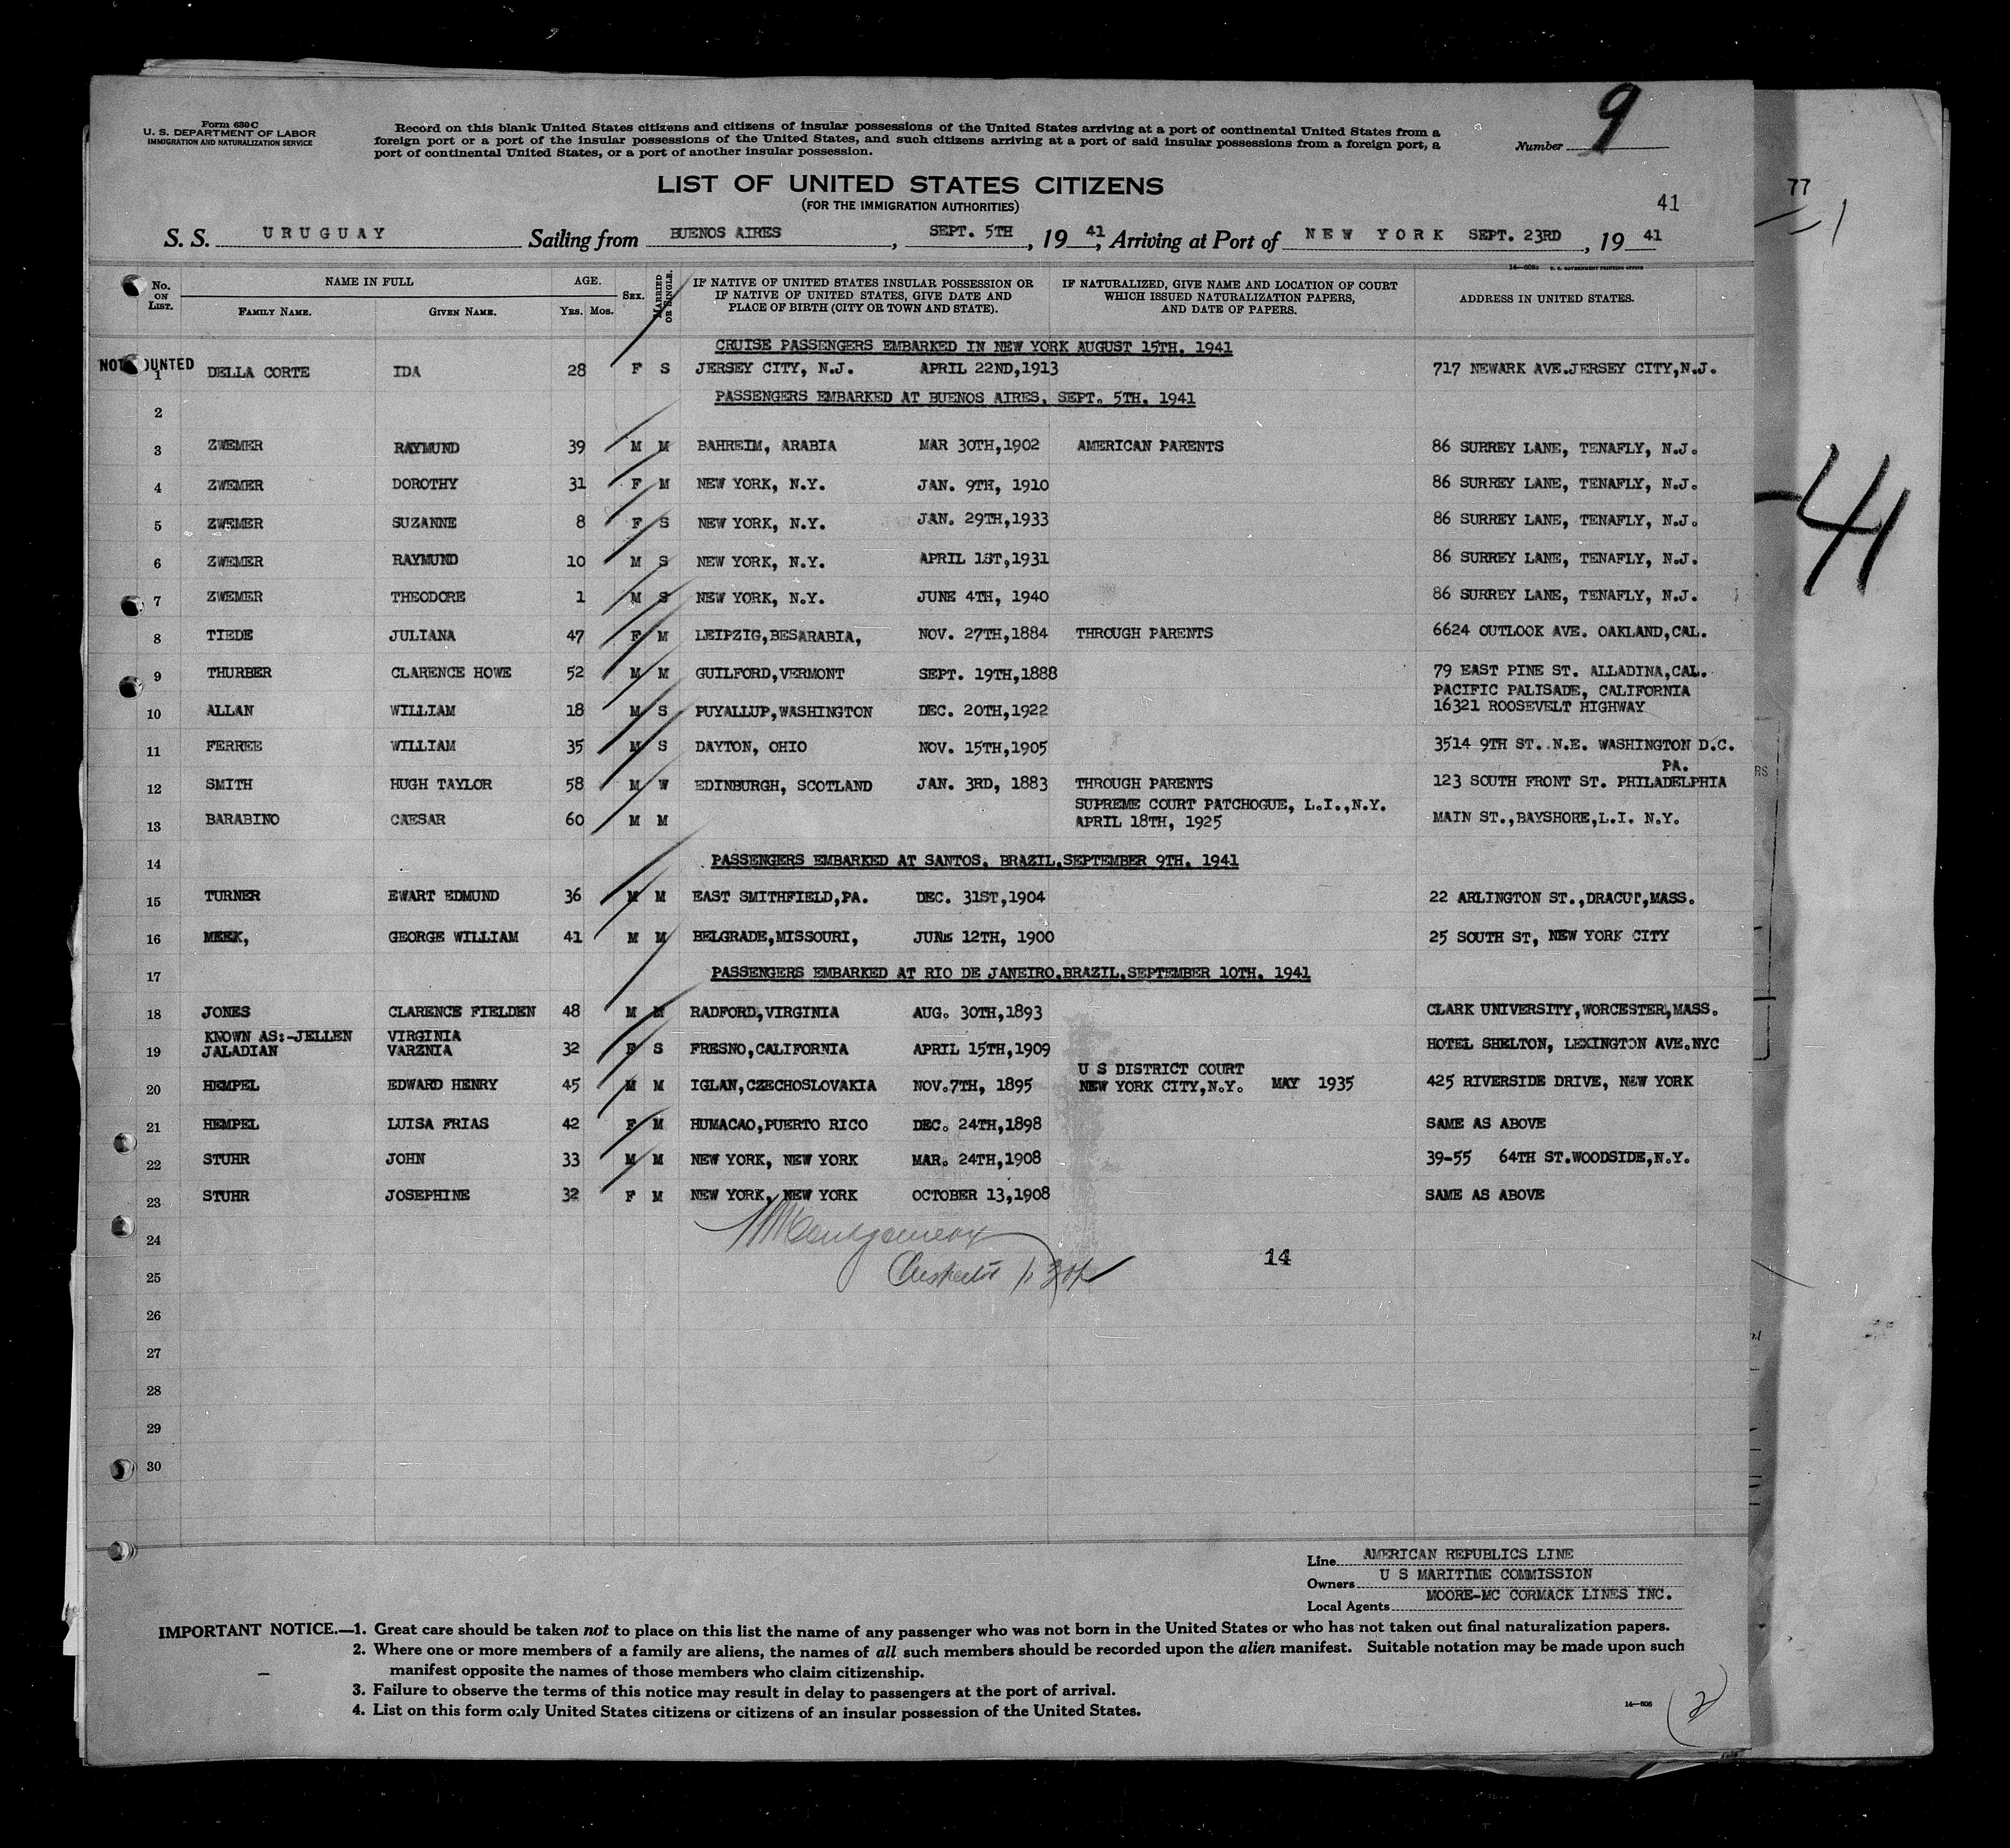 Form 630 C
U. S. DEPARTMENT OF LABOR
IMMIGRATION AND NATURALIZATION SERVICE
Record on this blank United States citizens and citizens of insular possessions of the United States arriving at a port of continental United States from a
foreign port or a port of the insular possessions of the United States, and such citizens arriving at a port of said insular possessions from a foreign port, a
port of continental United States, or a port of another insular possession.
Number 9
LIST OF UNITED STATES CITIZENS
(FOR THE IMMIGRATION AUTHORITIES)
41
77
S. S. URUGUAY Sailing from BUENOS AIRES, SEPT. 5TH, 19 41, Arriving at Port of NEW YORK SEPT. 23RD, 19 41
No. ON LIST. NAME IN FULL FAMILY NAME. GIVEN NAME. AGE. YRS. MOS. SEX. MARRIED OR SINGLE. IF NATIVE OF UNITED STATES INSULAR POSSESSION OR IF NATIVE OF UNITED STATES, GIVE DATE AND PLACE OF BIRTH (CITY OR TOWN AND STATE). IF NATURALIZED, GIVE NAME AND LOCATION OF COURT WHICH ISSUED NATURALIZATION PAPERS, AND DATE OF PAPERS. ADDRESS IN UNITED STATES.
CRUISE PASSENGERS EMBARKED IN NEW YORK AUGUST 15TH, 1941
1 DELLA CORTE IDA 28 F S JERSEY CITY, N.J. APRIL 22ND,1913 717 NEWARK AVE.JERSEY CITY,N.J.
2 PASSENGERS EMBARKED AT BUENOS AIRES, SEPT. 5TH, 1941
3 ZWEMER RAYMUND 39 M M BAHREIM, ARABIA MAR 30TH,1902 AMERICAN PARENTS 86 SURREY LANE, TENAFLY, N.J.
4 ZWEMER DOROTHY 31 F M NEW YORK, N.Y. JAN. 9TH, 1910 86 SURREY LANE, TENAFLY, N.J.
5 ZWEMER SUZANNE 8 F S NEW YORK, N.Y. JAN. 29TH,1933 86 SURREY LANE, TENAFLY, N.J.
6 ZWEMER RAYMUND 10 M S NEW YORK, N.Y. APRIL 1ST,1931 86 SURREY LANE, TENAFLY, N.J.
7 ZWEMER THEODORE 1 M S NEW YORK, N.Y. JUNE 4TH, 1940 86 SURREY LANE, TENAFLY, N.J.
41
8 TIEDE JULIANA 47 F M LEIPZIG,BESARABIA, NOV. 27TH,1884 THROUGH PARENTS 6624 OUTLOOK AVE. OAKLAND,CAL.
9 THURBER CLARENCE HOWE 52 M M GUILFORD,VERMONT SEPT. 19TH,1888 79 EAST PINE ST. ALLADINA,CAL.
PACIFIC PALISADE, CALIFORNIA
10 ALLAN WILLIAM 18 M S PUYALLUP,WASHINGTON DEC. 20TH,1922 16321 ROOSEVELT HIGHWAY
11 FERREE WILLIAM 35 M S DAYTON, OHIO NOV. 15TH,1905 3514 9TH ST. N.E. WASHINGTON D.C.
PA.
12 SMITH HUGH TAYLOR 58 M W EDINBURGH, SCOTLAND JAN. 3RD, 1883 THROUGH PARENTS 123 SOUTH FRONT ST. PHILADELPHIA
SUPREME COURT PATCHOGUE, L.I.,N.Y.
13 BARABINO CAESAR 60 M M APRIL 18TH, 1925 MAIN ST.,BAYSHORE,L.I. N.Y.
14 PASSENGERS EMBARKED AT SANTOS, BRAZIL,SEPTEMBER 9TH, 1941
15 TURNER EWART EDMUND 36 M M EAST SMITHFIELD,PA. DEC. 31ST,1904 22 ARLINGTON ST.,DRACUT,MASS.
16 MEEK, GEORGE WILLIAM 41 M M BELGRADE,MISSOURI, JUNE 12TH, 1900 25 SOUTH ST, NEW YORK CITY
17 PASSENGERS EMBARKED AT RIO DE JANEIRO,BRAZIL,SEPTEMBER 10TH, 1941
18 JONES CLARENCE FIELDEN 48 M M RADFORD,VIRGINIA AUG. 30TH,1893 CLARK UNIVERSITY,WORCESTER,MASS.
KNOWN AS:-JELLEN VIRGINIA
19 JALADIAN VARZNIA 32 F S FRESNO,CALIFORNIA APRIL 15TH,1909 HOTEL SHELTON, LEXINGTON AVE.NYC
U S DISTRICT COURT
20 HEMPEL EDWARD HENRY 45 M M IGLAN,CZECHOSLOVAKIA NOV.7TH, 1895 NEW YORK CITY,N.Y. MAY 1935 425 RIVERSIDE DRIVE, NEW YORK
21 HEMPEL LUISA FRIAS 42 F M HUMACAO,PUERTO RICO DEC. 24TH,1898 SAME AS ABOVE
22 STUHR JOHN 33 M M NEW YORK, NEW YORK MAR. 24TH,1908 39-55 64TH ST.WOODSIDE,N.Y.
23 STUHR JOSEPHINE 32 F M NEW YORK, NEW YORK OCTOBER 13,1908 SAME AS ABOVE
24 Montgomery
14
25
26
27
28
29
30
Line AMERICAN REPUBLICS LINE
Owners U S MARITIME COMMISSION
Local Agents MOORE-MC CORMACK LINES INC.
IMPORTANT NOTICE.—1. Great care should be taken not to place on this list the name of any passenger who was not born in the United States or who has not taken out final naturalization papers.
2. Where one or more members of a family are aliens, the names of all such members should be recorded upon the alien manifest. Suitable notation may be made upon such
manifest opposite the names of those members who claim citizenship.
3. Failure to observe the terms of this notice may result in delay to passengers at the port of arrival.
4. List on this form only United States citizens or citizens of an insular possession of the United States.
(2)